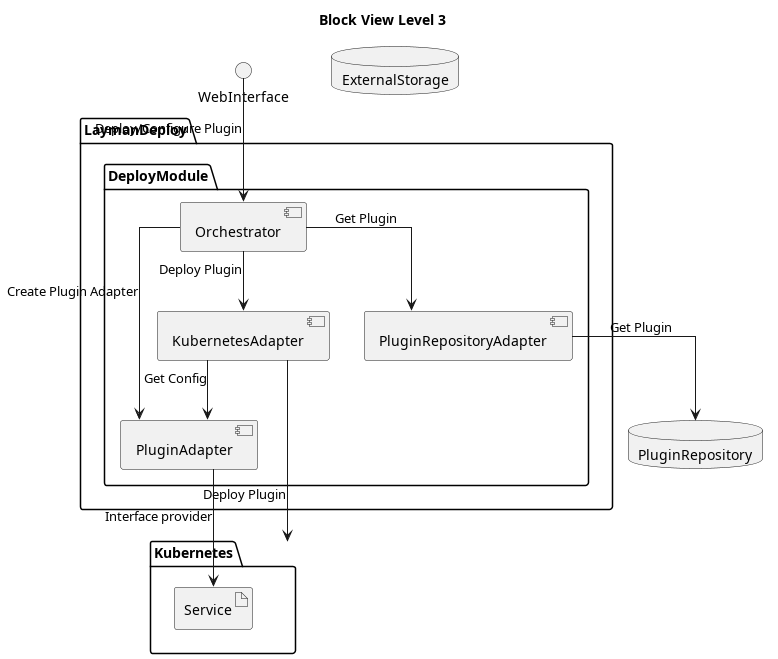 Block View Level 3
ExternalStorage
WebInterface
Deploy/Configure Plugin
LaymanDeploy
DeployModule
Orchestrator
Get Plugin
Deploy Plugin
Create Plugin Adapter
KubernetesAdapter
PluginRepositoryAdapter
Get Plugin
Get Config
PluginAdapter
PluginRepository
Deploy Plugin
Interface provider
Kubernetes
Service